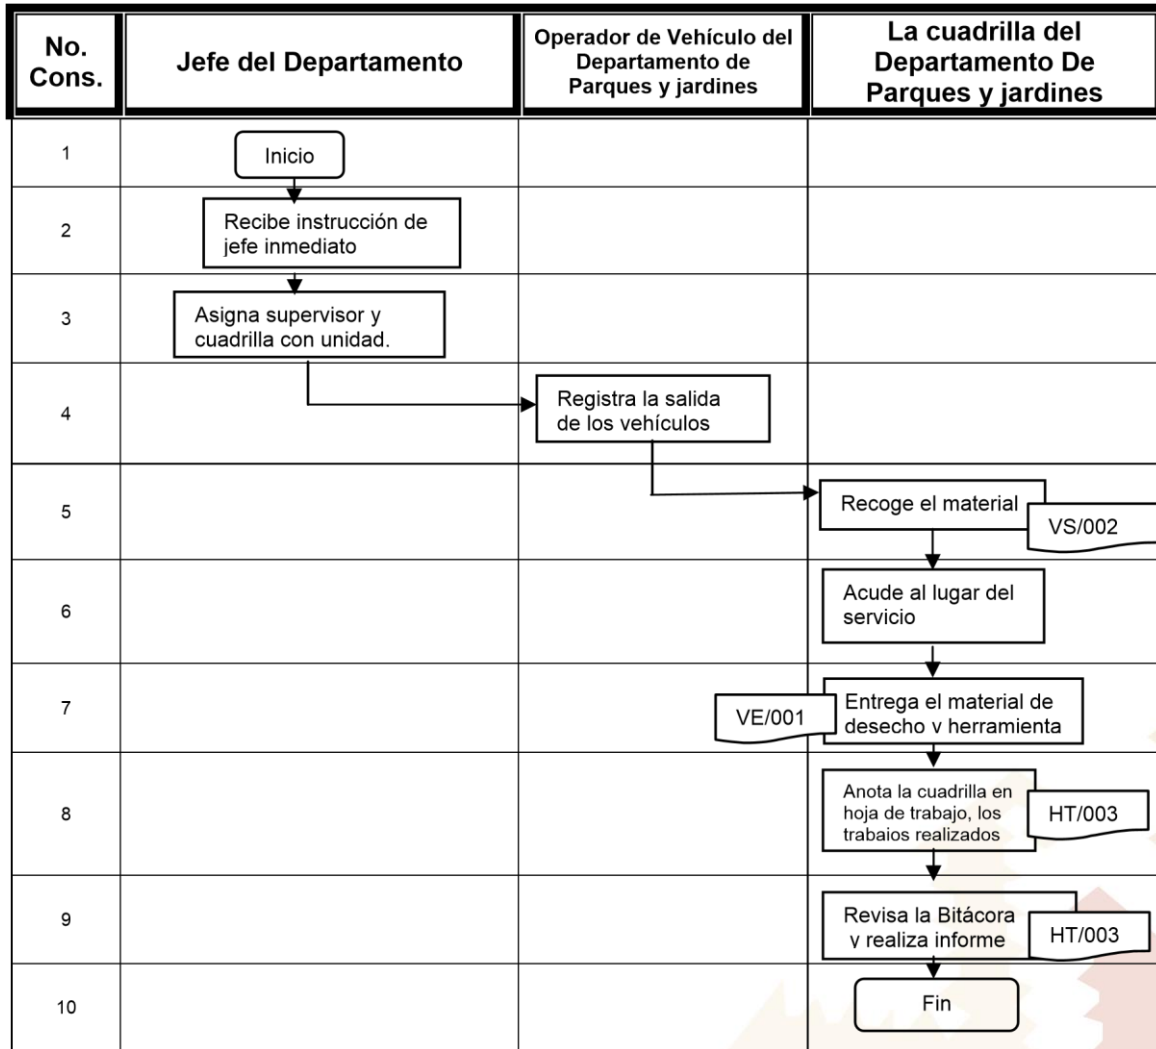 No.
Cons.
Jefe del Departamento
Operador de Vehículo del
Departamento de
Parques y jardines
La cuadrilla del
Departamento De
Parques y jardines
1
Inicio
2
Recibe instrucción de
jefe inmediato
3
Asigna supervisor y
cuadrilla con unidad.
4
Registra la salida
de los vehículos
5
Recoge el material
VS/002
6
Acude al lugar del
servicio
7
VE/001
Entrega el material de
desecho y herramienta
8
Anota la cuadrilla en
hoja de trabajo, los
trabajos realizados
HT/003
9
Revisa la Bitácora
y realiza informe
HT/003
10
Fin